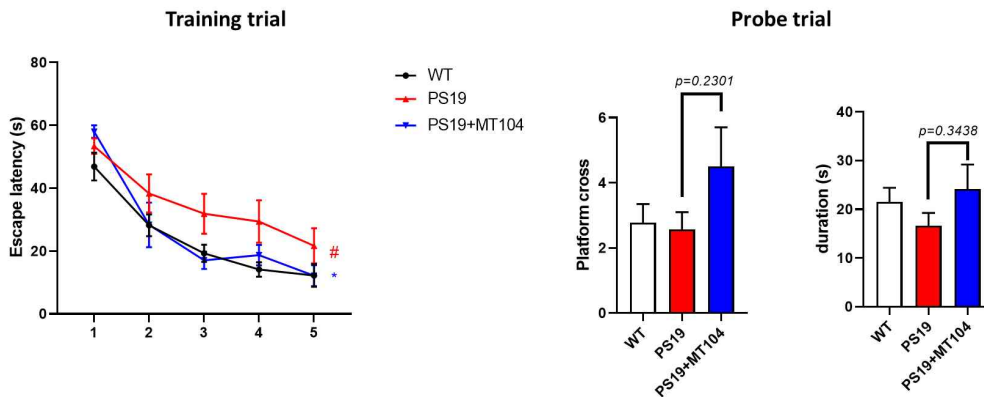 Training trial
Probe trial
Escape latency (s)
80
60
40
20
0
1 2 3 4 5
#
*
WT
PS19
PS19+MT104
Platform cross
6
4
2
0
p=0.2301
WT PS19 PS19+MT104
duration (s)
40
30
20
10
0
p=0.3438
WT PS19 PS19+MT104